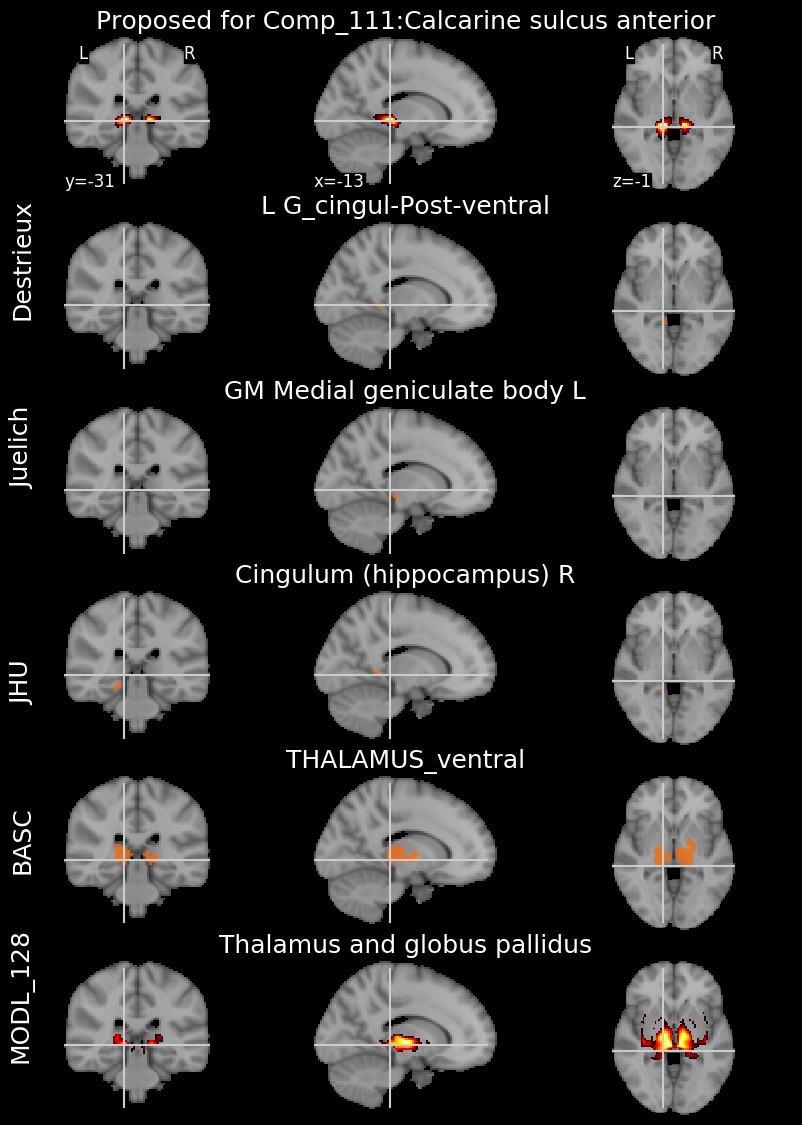 Proposed for Comp_111:Calcarine sulcus anterior
L R
L R
y=-31
x=-13
z=-1
Destrieux
L G_cingul-Post-ventral
Juelich
GM Medial geniculate body L
JHU
Cingulum (hippocampus) R
BASC
THALAMUS_ventral
MODL_128
Thalamus and globus pallidus